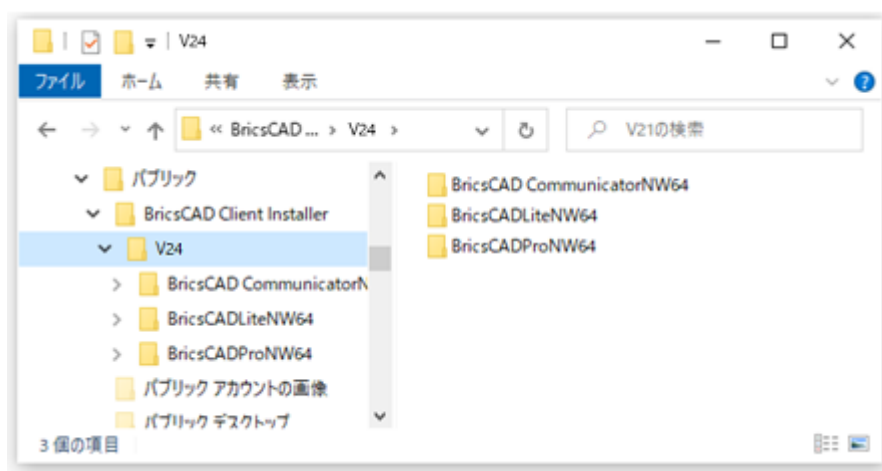 V24
ファイル ホーム 共有 表示
« BricsCAD ... › V24 › V21の検索
パブリック
BricsCAD Client Installer
V24
BricsCAD CommunicatorN
BricsCADLiteNW64
BricsCADProNW64
パブリック アカウントの画像
パブリック デスクトップ
BricsCAD CommunicatorNW64
BricsCADLiteNW64
BricsCADProNW64
3 個の項目